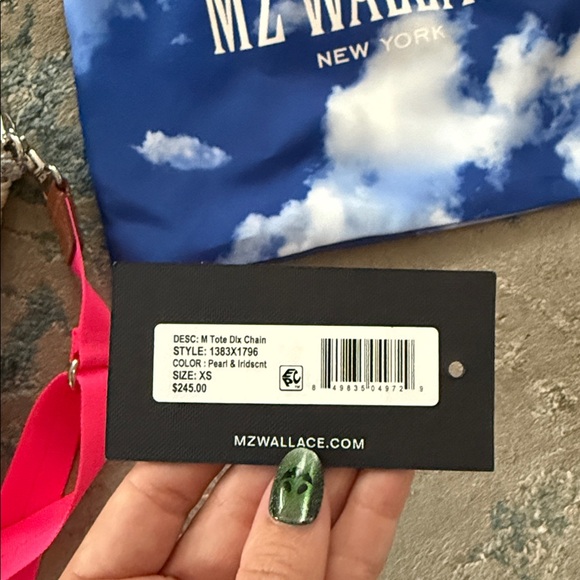 MZ WALLA
NEW YORK
DESC: M Tote Dlx Chain
STYLE: 1383X1796
COLOR : Pearl & Iridscnt
SIZE: XS
$245.00
8 49835 04972 9
MZWALLACE.COM